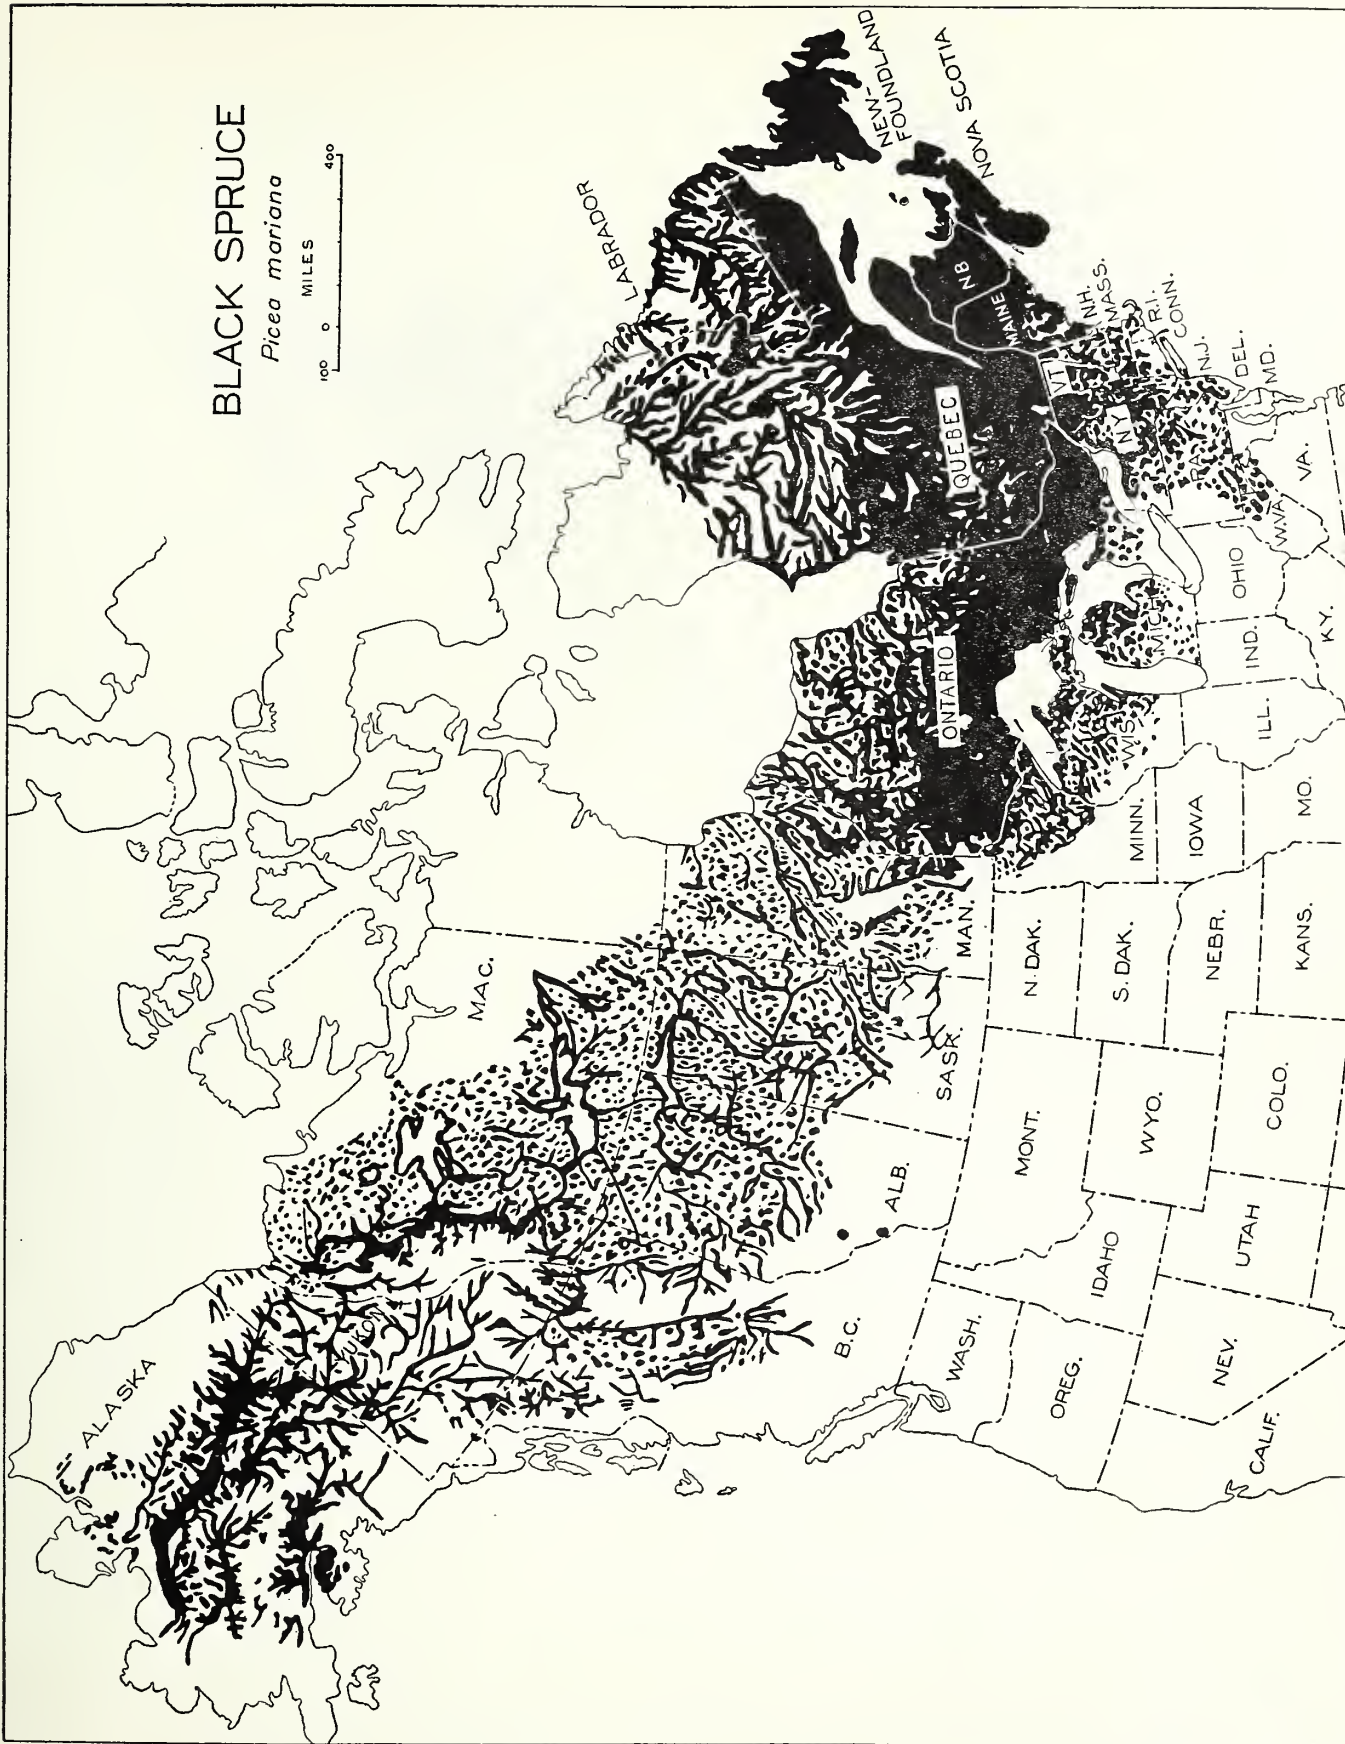 BLACK SPRUCE
Picea mariana
MILES
100 0 400
ALASKA
YUKON
MAC.
LABRADOR
NEW-
FOUNDLAND
NOVA SCOTIA
B.C.
ALB.
SASK.
MAN.
ONTARIO
QUEBEC
NB
MAINE
VT
NH.
MASS.
R.I.
CONN.
NY
PA
N.J.
DEL.
MD.
WASH.
MONT.
N. DAK.
MINN.
WIS.
MICH.
OREG.
IDAHO
WYO.
S. DAK.
IOWA
ILL.
IND.
OHIO
W.VA.
VA.
CALIF.
NEV.
UTAH
COLO.
NEBR.
KANS.
MO.
KY.